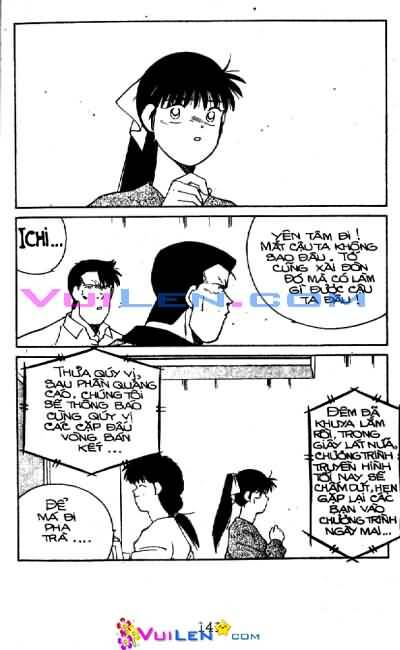 ICHI...
YÊN TÂM ĐI!
MẮT CẬU TA KHÔNG
SAO ĐÂU. TỚ
CŨNG XÀI ĐÒN
ĐÓ MÀ CÓ LÀM
GÌ ĐƯỢC CẬU
TA ĐÂU!
VUILEN.COM
THƯA QÚY VỊ,
SAU PHẦN QUẢNG
CÁO, CHÚNG TÔI
SẼ THÔNG BÁO
CÙNG QÚY VỊ
CÁC CẶP ĐẤU
VÒNG BÁN
KẾT...
ĐÊM ĐÃ
KHUYA LẮM
RỒI, TRONG
GIÂY LÁT NỮA,
CHƯƠNG TRÌNH
TRUYỀN HÌNH
TỐI NAY SẼ
CHẤM DỨT, HẸN
GẶP LẠI CÁC
BẠN VÀO
CHƯƠNG TRÌNH
NGÀY MAI...
ĐỂ
MÁ ĐI
PHA
TRÀ....
VUILEN.COM